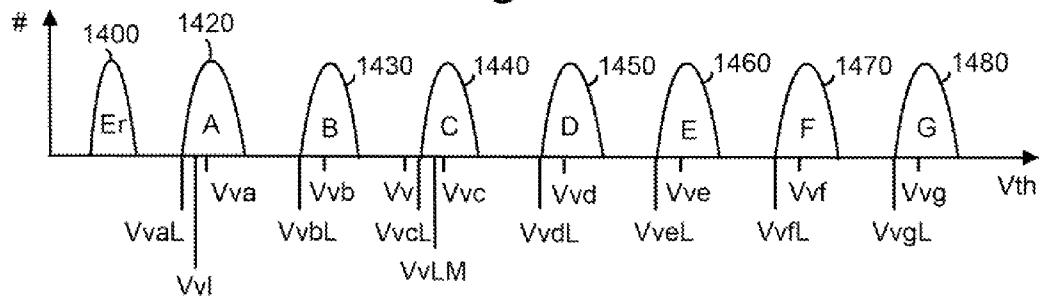 # 1400 1420 1430 1440 1450 1460 1470 1480
Er A B C D E F G
Vva Vvb Vv Vvc Vvd Vve Vvf Vvg Vth
VvaL VvbL VvcL VvdL VveL VvfL VvgL
Vvl VvLM